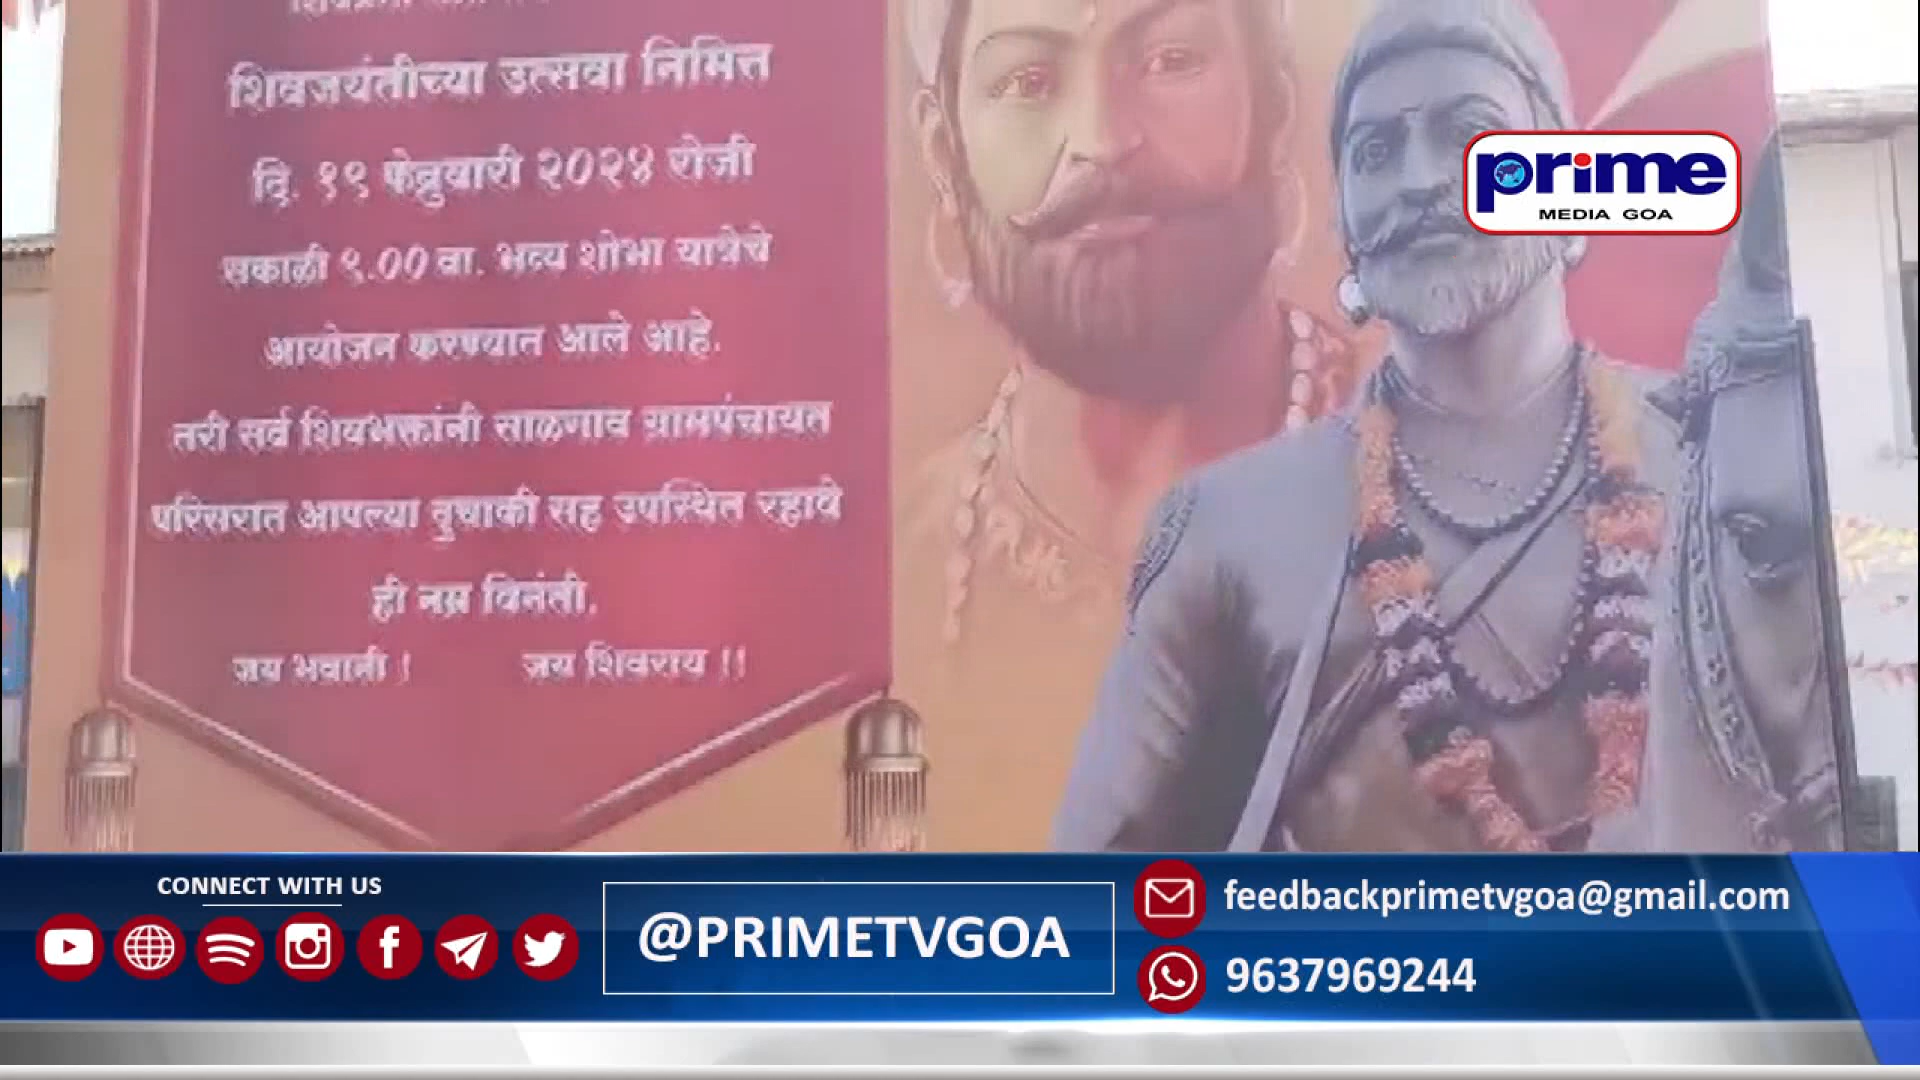 शिवजयंतीच्या उत्सवा निमित्त
दि. १९ फेब्रुवारी २०२४ रोजी
सकाळी ९.00 वा. भव्य शोभा यात्रेचे
आयोजन करण्यात आले आहे.
तरी सर्व शिवभक्तांनी साळगाव ग्रामपंचायत
परिसरात आपल्या दुचाकी सह उपस्थित रहावे
ही नम्र विनंती.
जय भवानी ! जय शिवराय !!
prime
MEDIA GOA
CONNECT WITH US
@PRIMETVGOA
feedbackprimetvgoa@gmail.com
9637969244